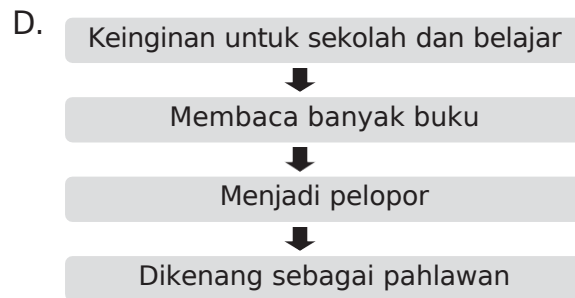 D.
Keinginan untuk sekolah dan belajar
Membaca banyak buku
Menjadi pelopor
Dikenang sebagai pahlawan